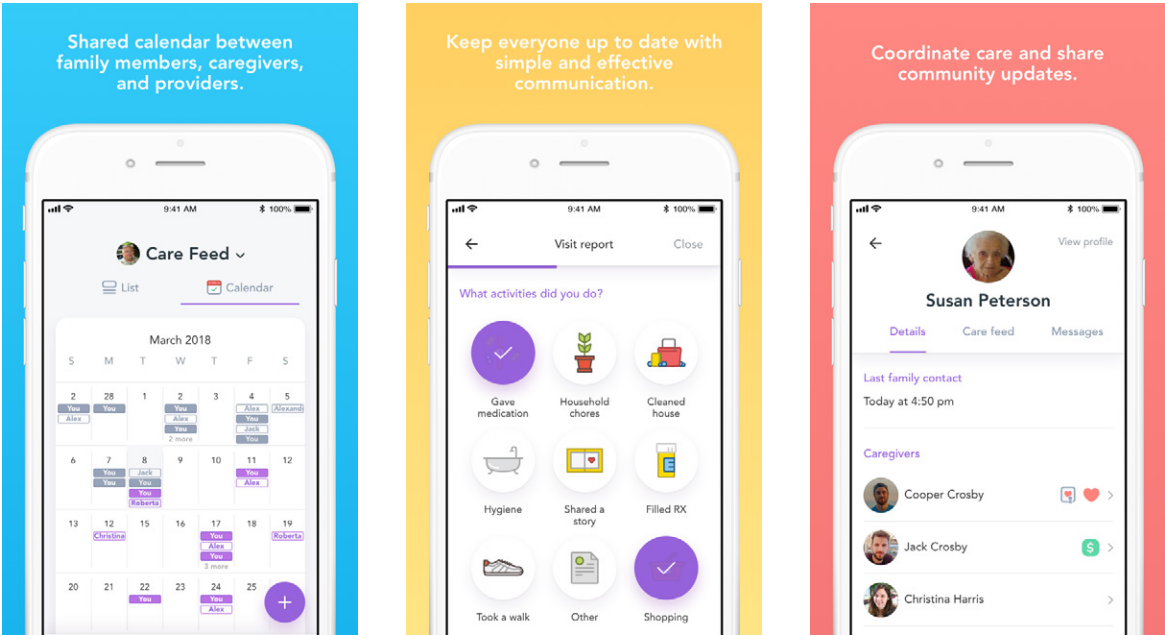 Shared calendar between
family members, caregivers,
and providers.
9:41 AM
100%
Care Feed
List
Calendar
March 2018
S M T W T F S
2 28 1 2 3 4 5
You You You Alex Alexandi
Alex Alex You
You Jack
2 more You
6 7 8 9 10 11 12
You Jack You
You You Alex
You
Roberta
13 12 15 16 17 18 19
Christina You Roberta
Alex
You
3 more
20 21 22 23 24 25
You You
Alex
+
Keep everyone up to date with
simple and effective
communication.
9:41 AM
100%
Visit report
Close
What activities did you do?
Gave
medication
Household
chores
Cleaned
house
Hygiene
Shared a
story
Filled RX
Took a walk
Other
Shopping
Coordinate care and share
community updates.
9:41 AM
100%
View profile
Susan Peterson
Details
Care feed
Messages
Last family contact
Today at 4:50 pm
Caregivers
Cooper Crosby
Jack Crosby
$
Christina Harris